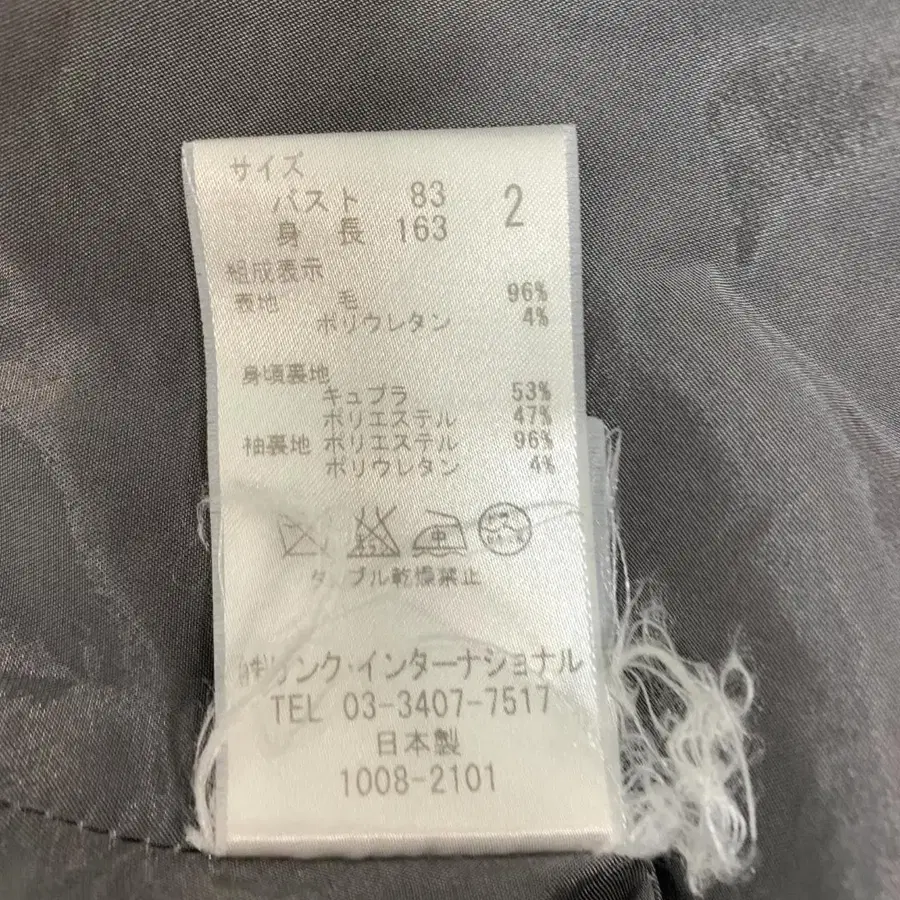 サイズ
バスト 83 2
身 長 163
組成表示
表地 毛 96%
ポリウレタン 4%
身頃裏地
キュプラ 53%
ポリエステル 47%
袖裏地 ポリエステル 96%
ポリウレタン 4%
中
タンブル乾燥禁止
リンク・インターナショナル
TEL 03-3407-7517
日本製
1008-2101